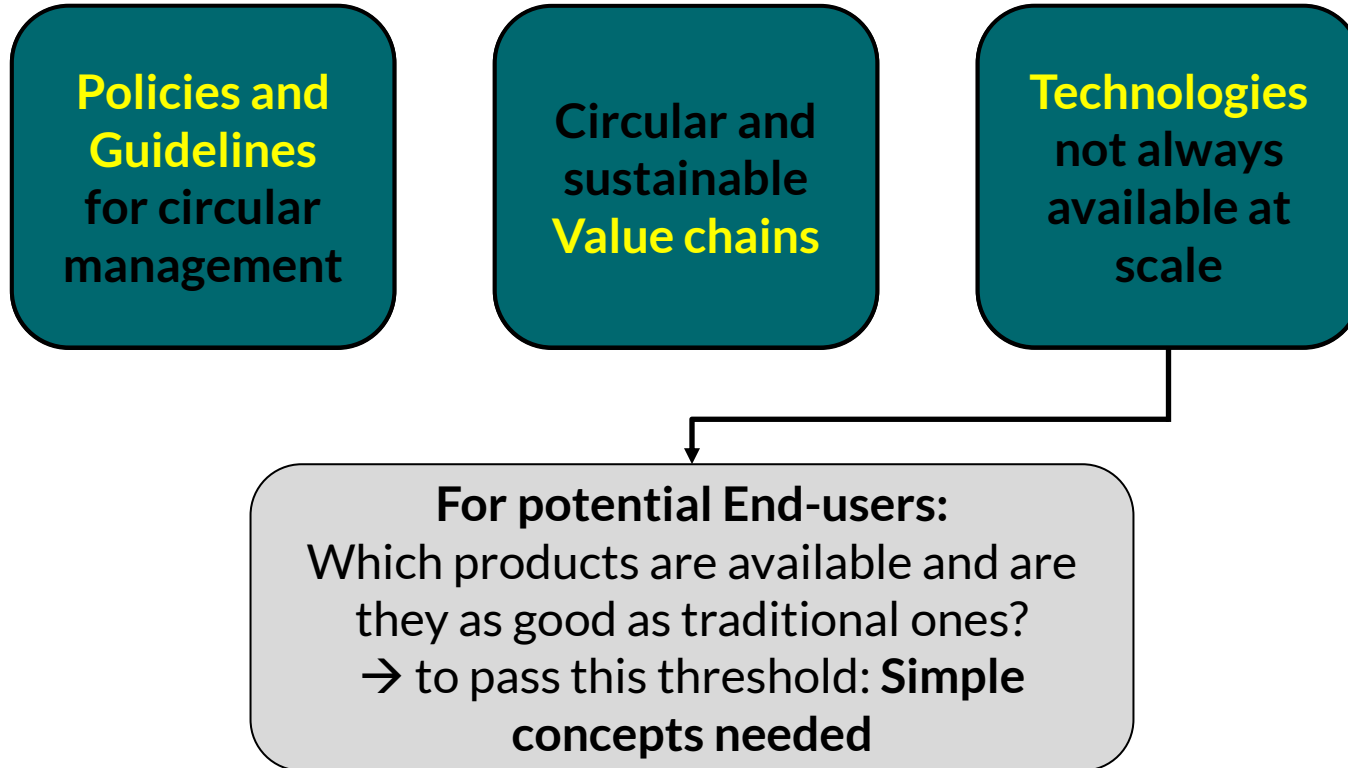 Policies and
Guidelines
for circular
management
Circular and
sustainable
Value chains
Technologies
not always
available at
scale
For potential End-users:
Which products are available and are
they as good as traditional ones?
→ to pass this threshold: Simple
concepts needed